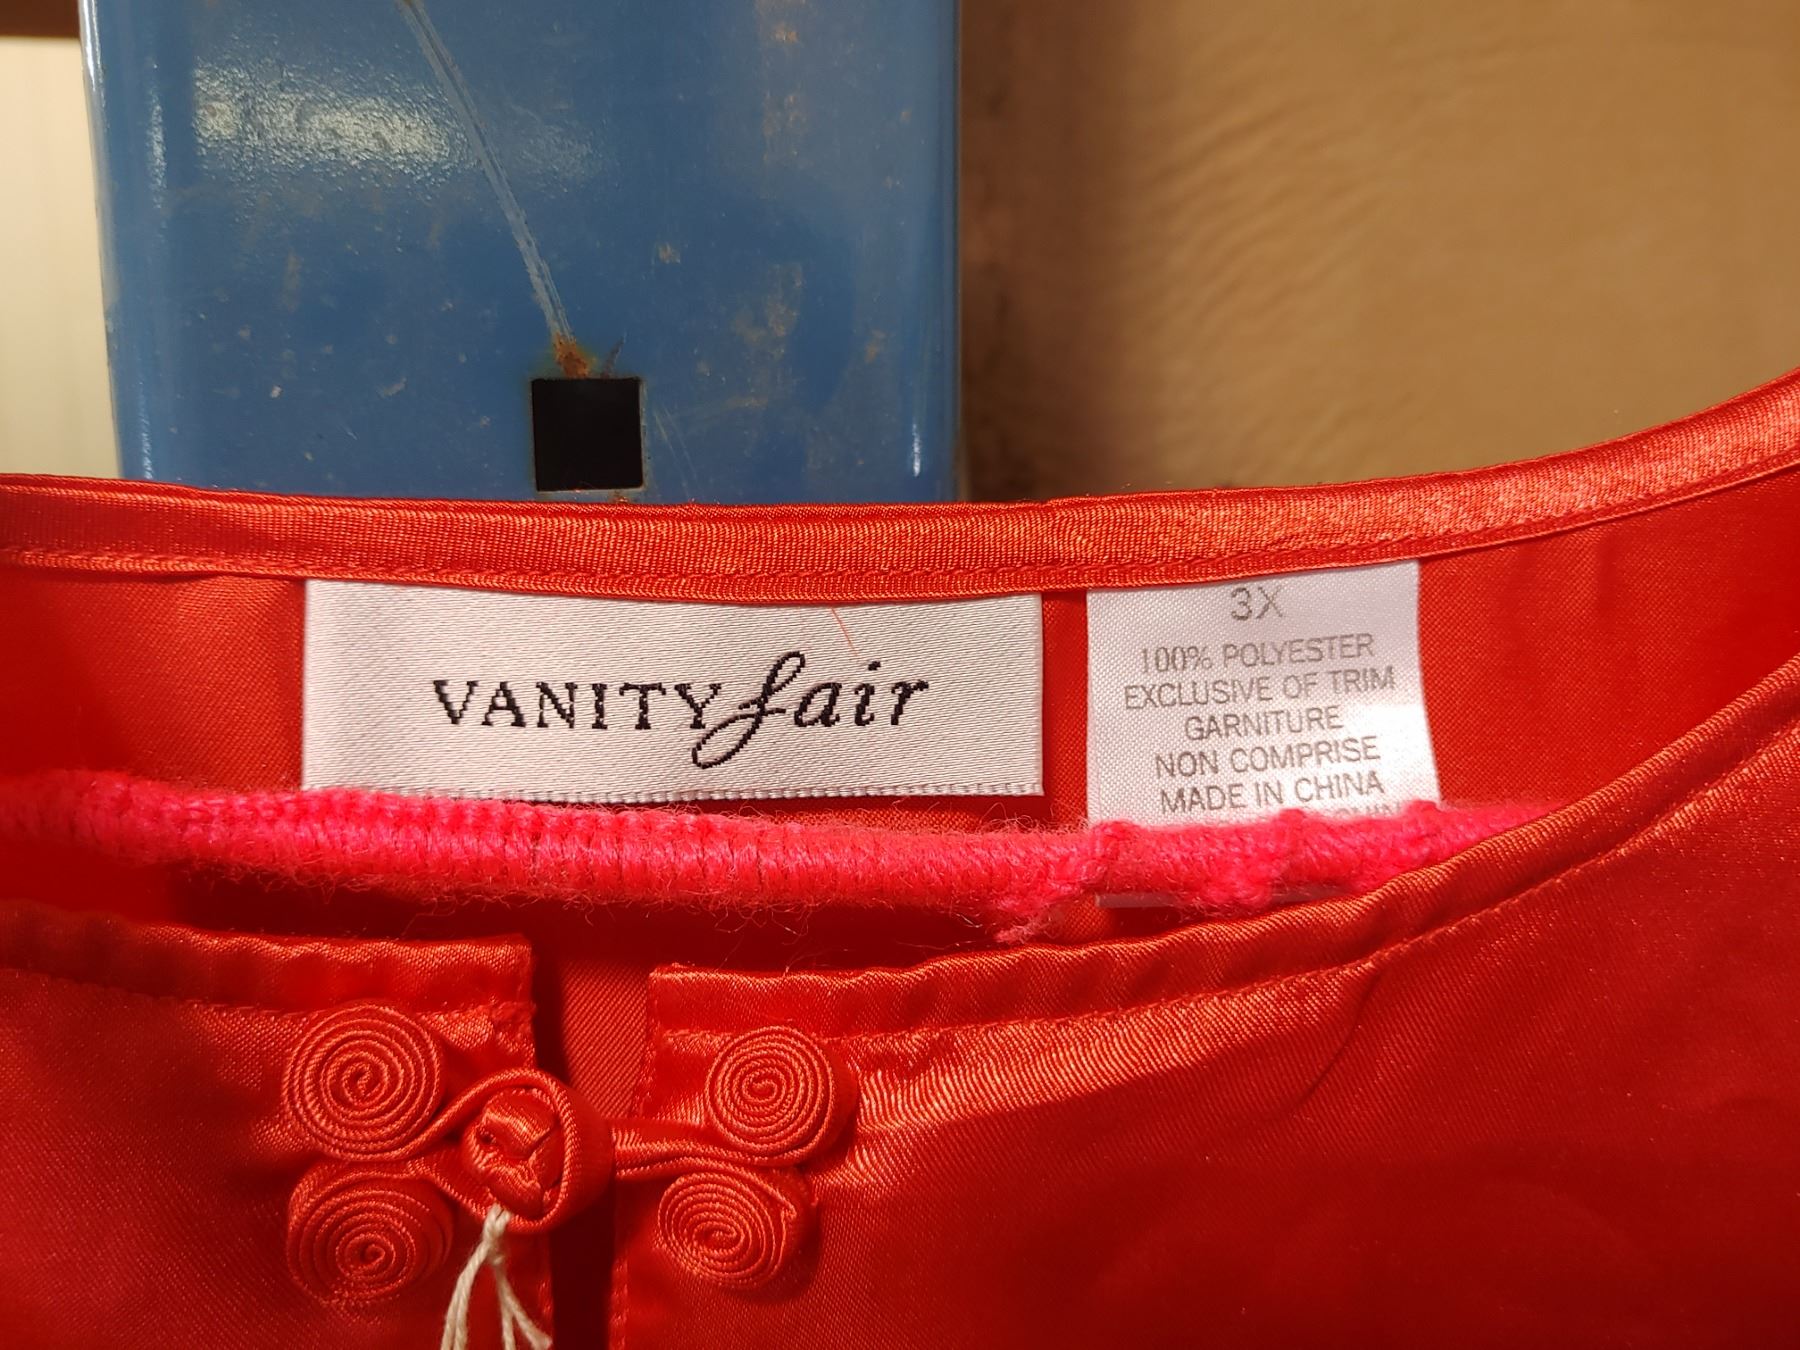 VANITY fair
3X
100% POLYESTER
EXCLUSIVE OF TRIM
GARNITURE
NON COMPRISE
MADE IN CHINA